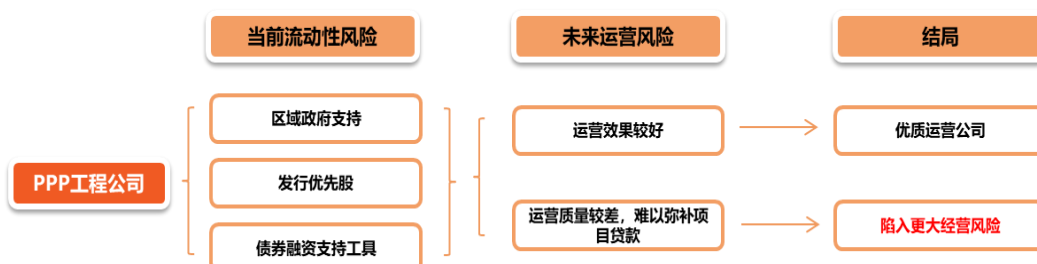 当前流动性风险
未来运营风险
结局
区域政府支持
运营效果较好
优质运营公司
PPP工程公司
发行优先股
运营质量较差，难以弥补项
目贷款
陷入更大经营风险
债券融资支持工具